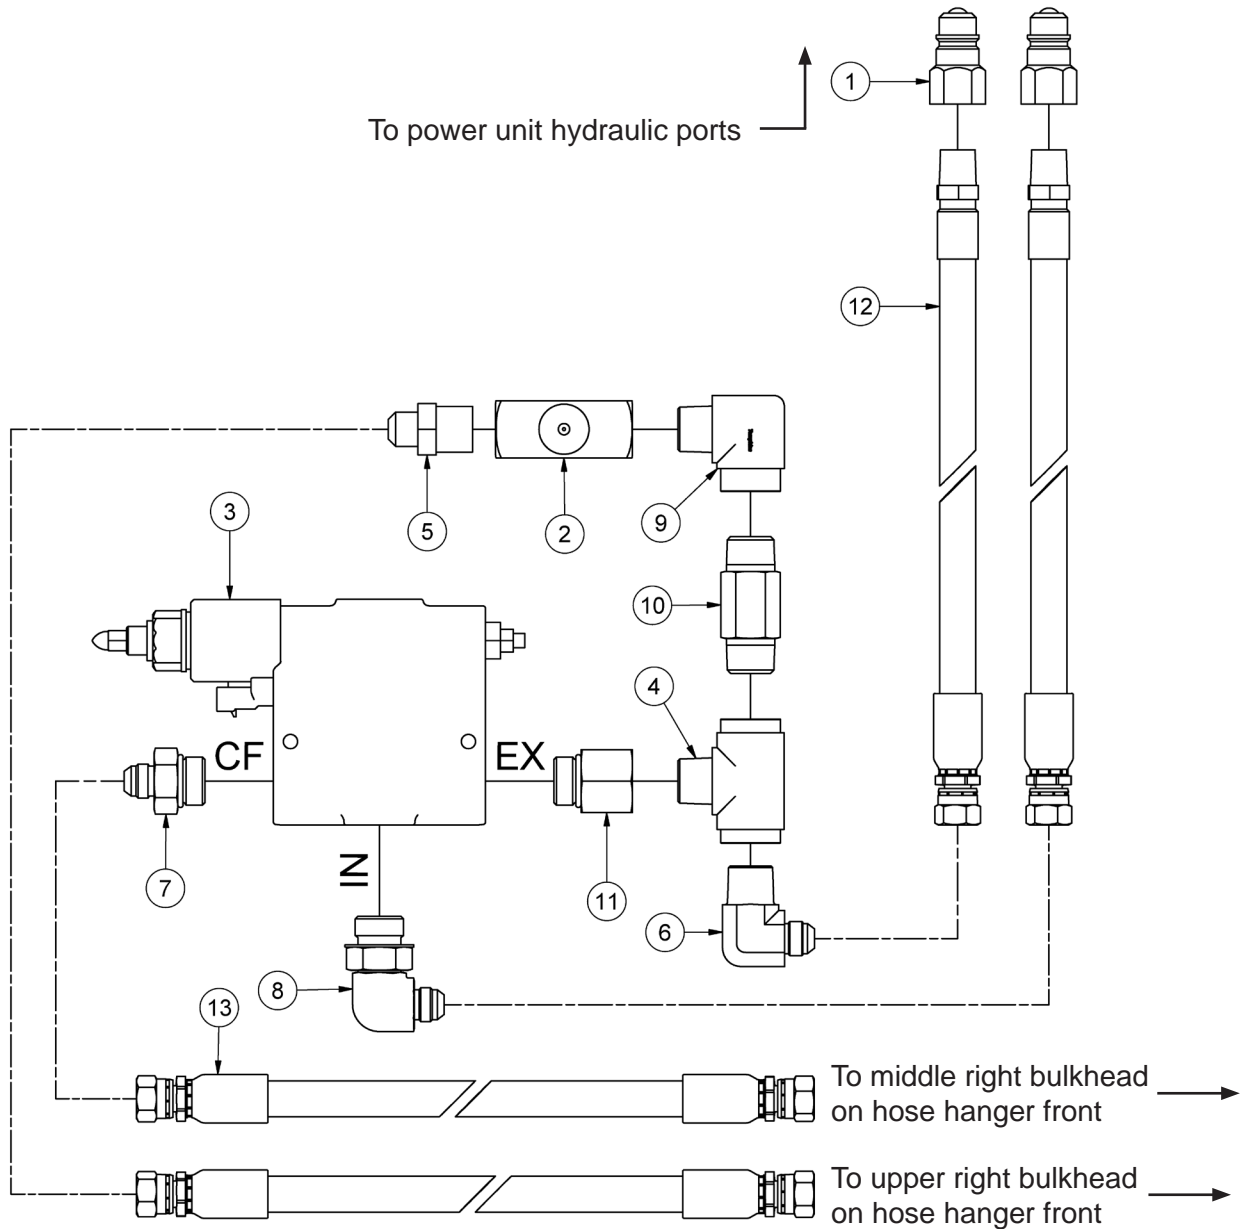 1
To power unit hydraulic ports
12
3
5
2
9
10
4
CF
EX
7
IN
11
6
8
13
To middle right bulkhead
on hose hanger front
To upper right bulkhead
on hose hanger front